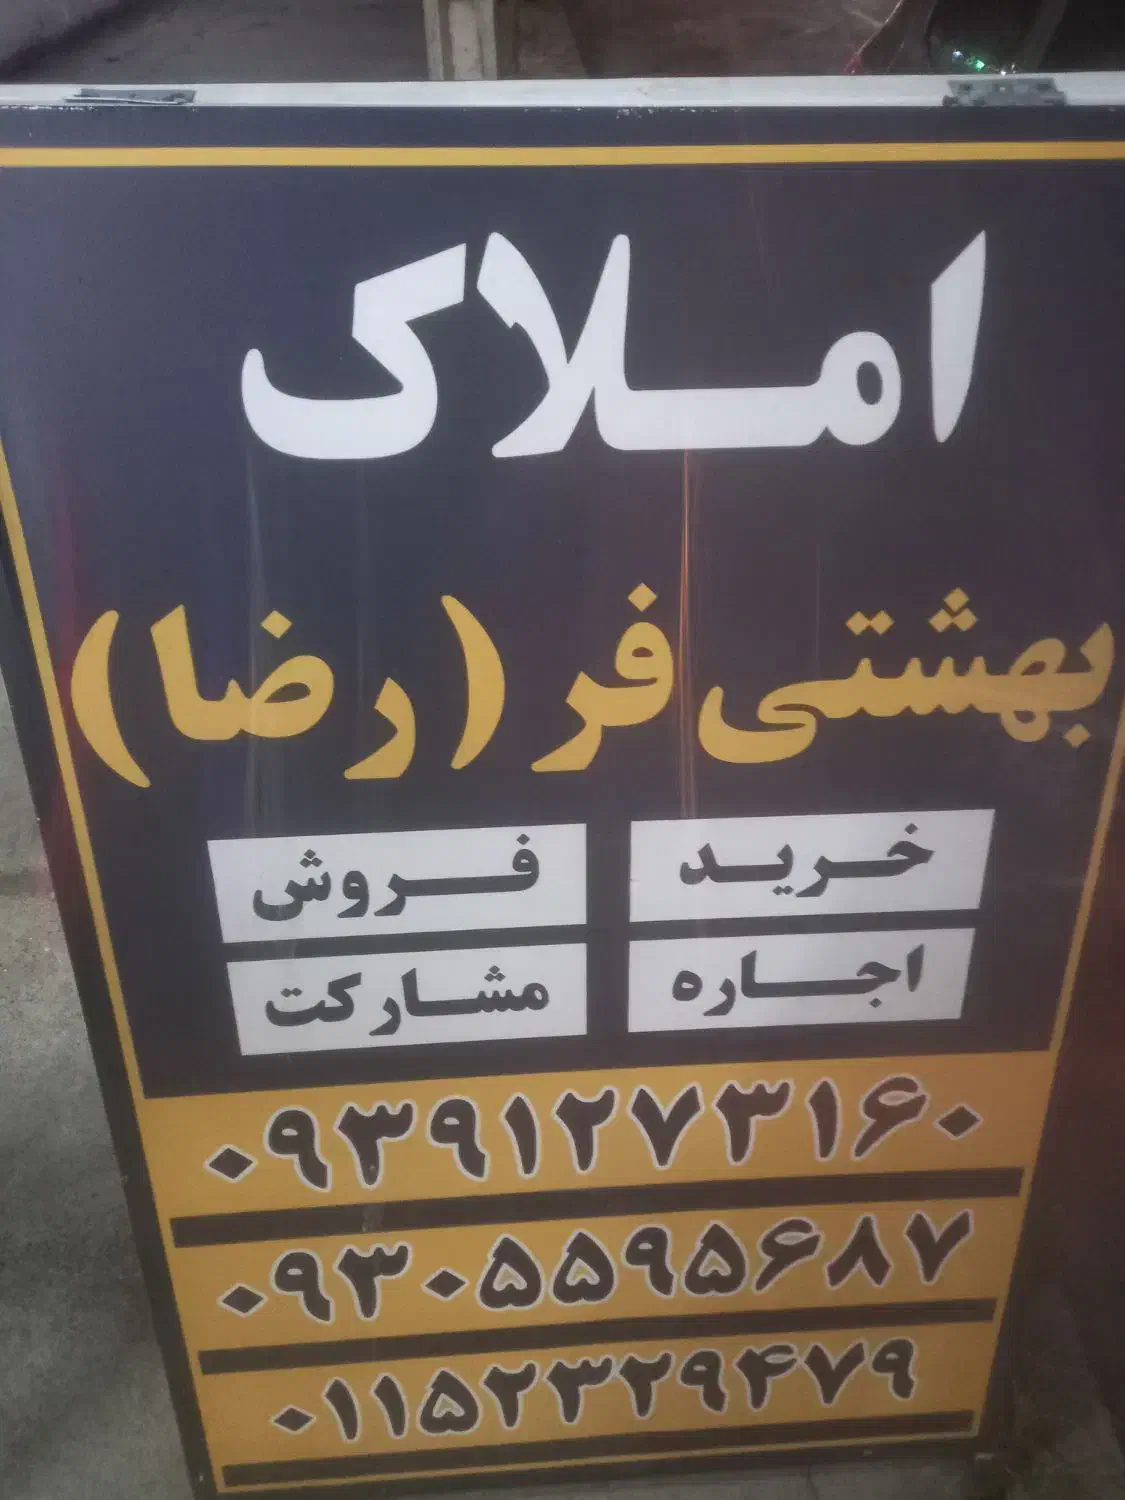 املاک
بهشتی فر (رضا)
خرید فروش
اجاره مشارکت
۰۹۳۹۱۲۷۳۱۶۰
۰۹۳۰۵۵۹۵۶۸۷
۰۱۱۵۲۳۲۹۴۷۹